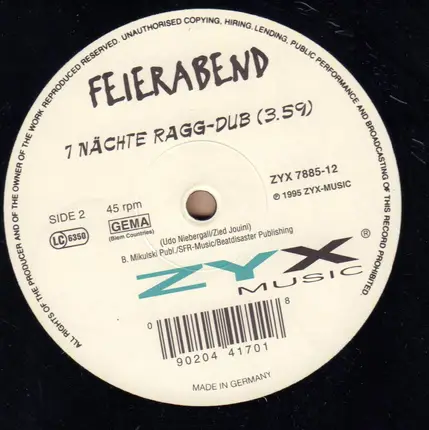 ALL RIGHTS OF THE PRODUCER AND OF THE OWNER OF THE WORK REPRODUCED RESERVED. UNAUTHORISED COPYING, HIRING, LENDING, PUBLIC PERFORMANCE AND BROADCASTING OF THIS RECORD PROHIBITED.
FEIERABEND
7 NÄCHTE RAGG-DUB (3.59)
ZYX 7885-12
℗ 1995 ZYX-MUSIC
SIDE 2 45 rpm
LC 6350
GEMA
(Biem Countries)
(Udo Niebergall/Zied Jouini)
B. Mikulski Publ./SFR-Music/Beatdisaster Publishing
ZYX ®
MUSIC
0 90204 41701 8
MADE IN GERMANY